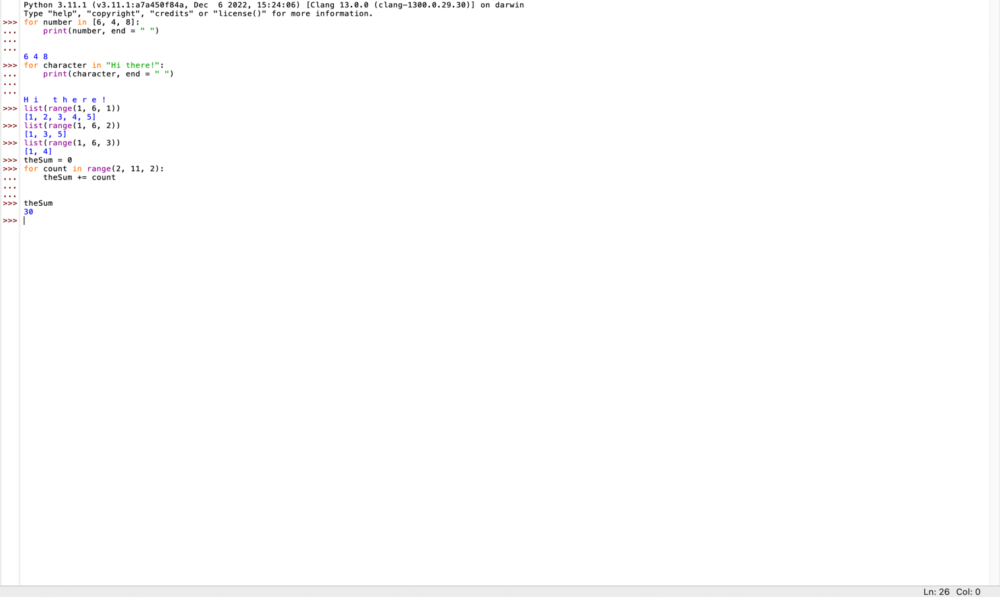 Python 3.11.1 (v3.11.1:a7a450f84a, Dec  6 2022, 15:24:06) [Clang 13.0.0 (clang-1300.0.29.30)] on darwin
Type "help", "copyright", "credits" or "license()" for more information.
>>> for number in [6, 4, 8]:
...     print(number, end = " ")
...
...
6 4 8
>>> for character in "Hi there!":
...     print(character, end = " ")
...
...
H i   t h e r e !
>>> list(range(1, 6, 1))
[1, 2, 3, 4, 5]
>>> list(range(1, 6, 2))
[1, 3, 5]
>>> list(range(1, 6, 3))
[1, 4]
>>> theSum = 0
>>> for count in range(2, 11, 2):
...     theSum += count
...
...
>>> theSum
30
>>>
Ln: 26 Col: 0